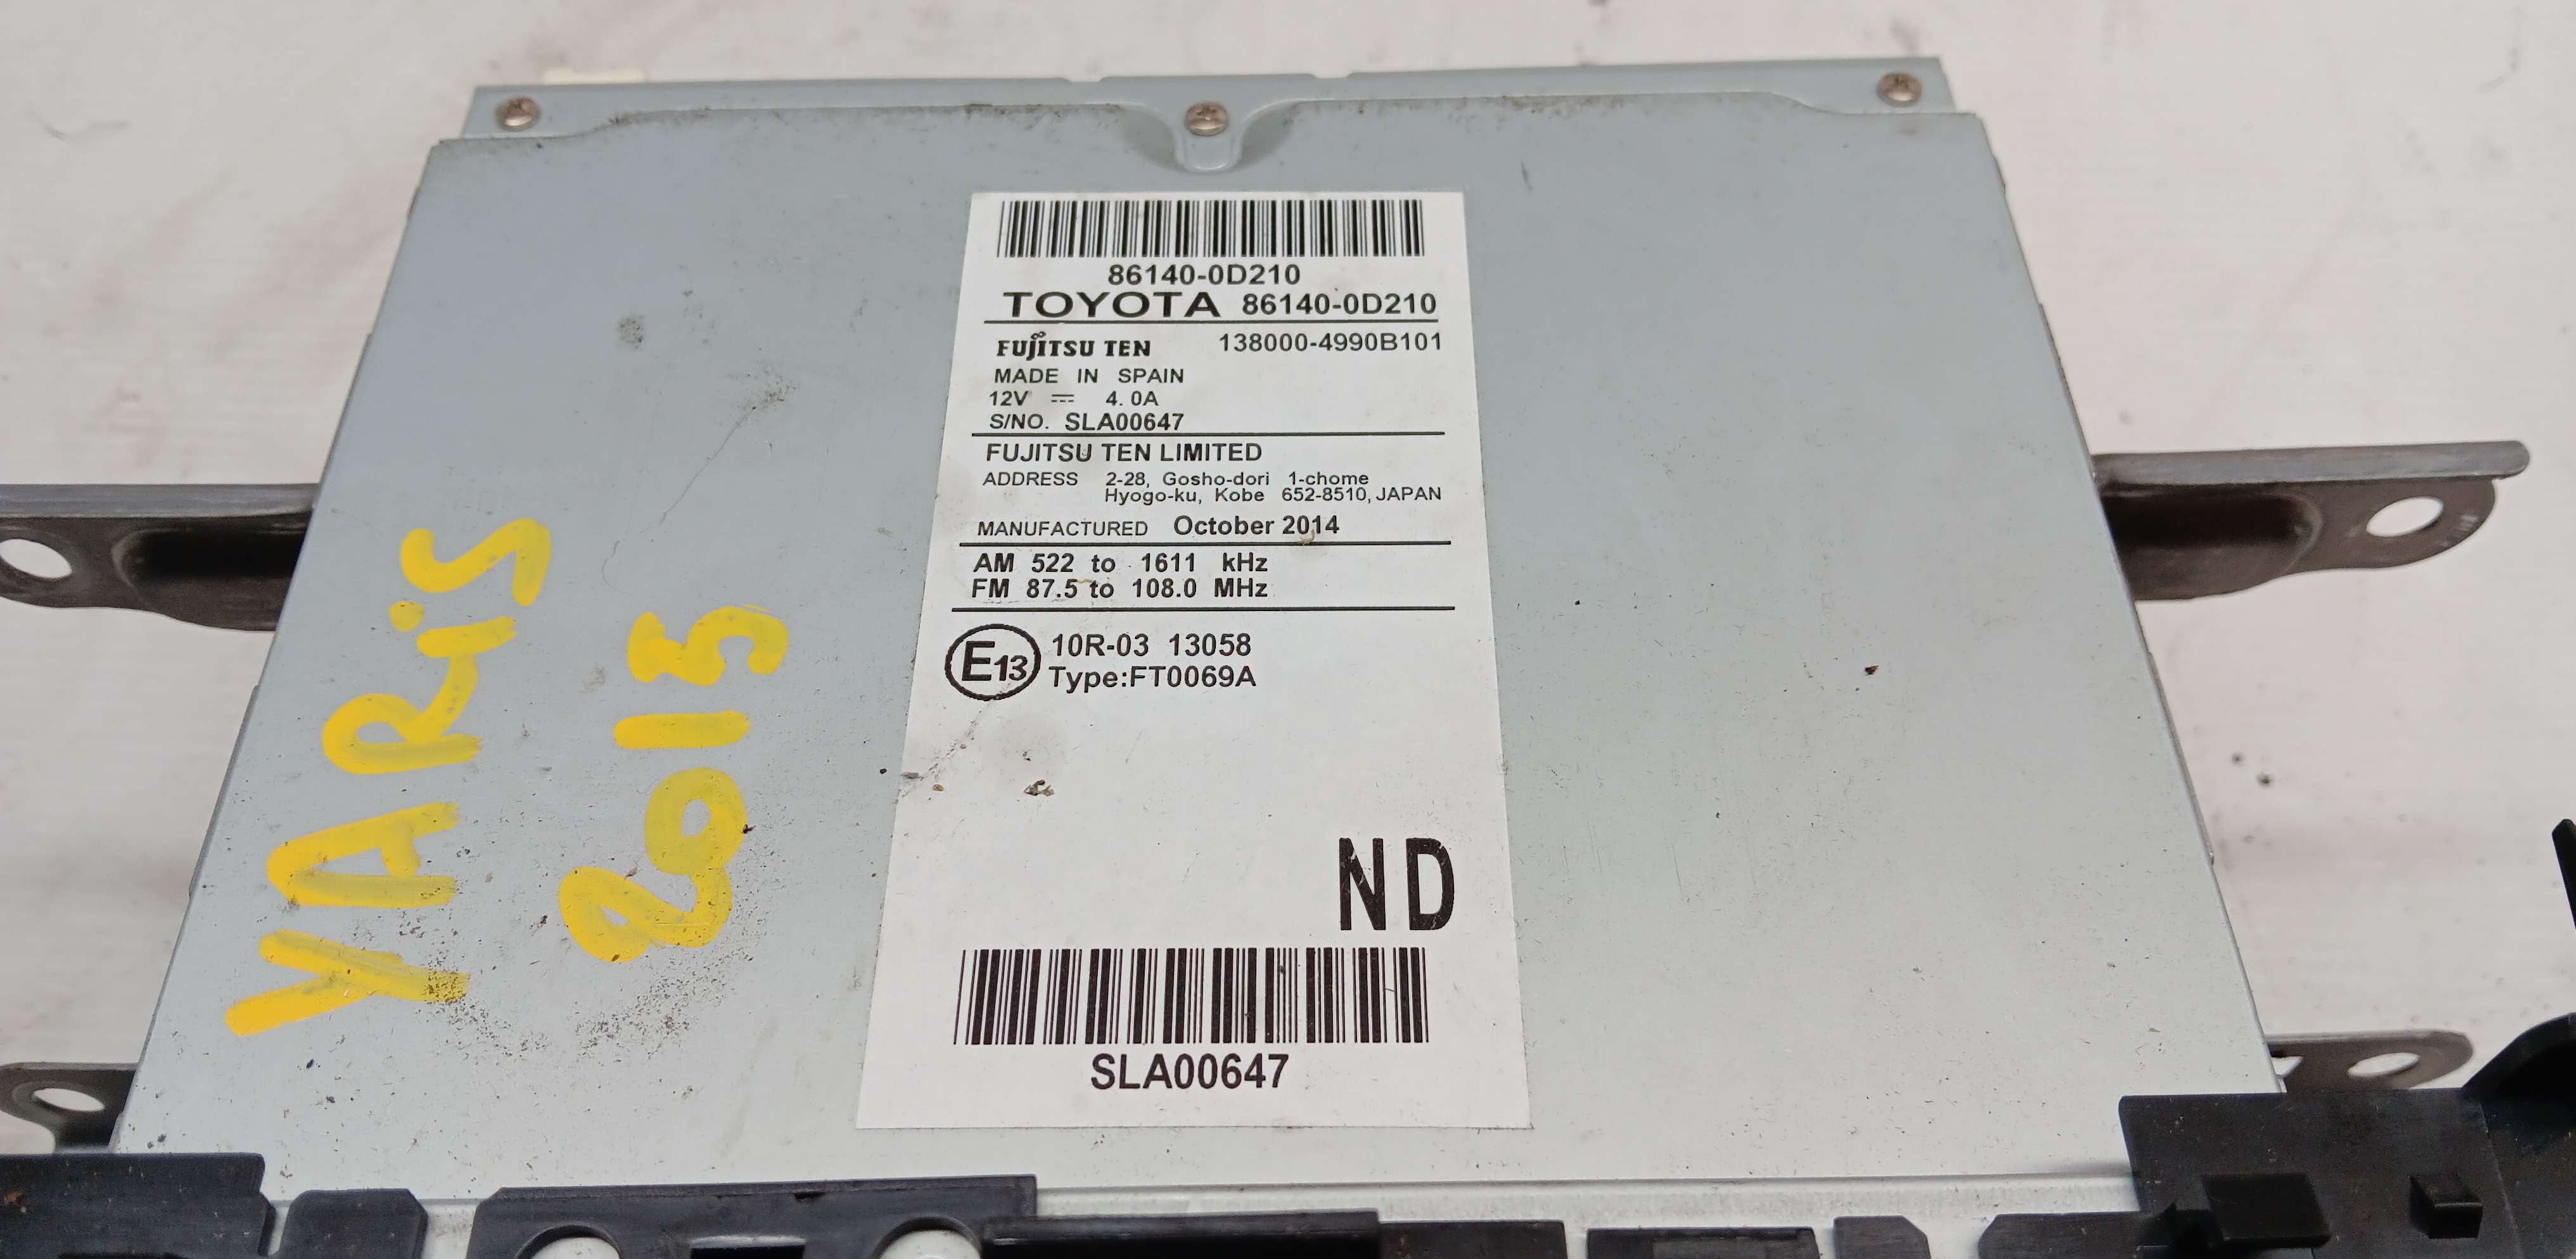 86140-0D210
TOYOTA 86140-0D210
FUJITSU TEN 138000-4990B101
MADE IN SPAIN
12V ⎓ 4.0A
S/NO. SLA00647
FUJITSU TEN LIMITED
ADDRESS 2-28, Gosho-dori 1-chome
Hyogo-ku, Kobe 652-8510, JAPAN
MANUFACTURED October 2014
AM 522 to 1611 kHz
FM 87.5 to 108.0 MHz
E13 10R-03 13058
Type:FT0069A
ND
SLA00647
YARiS
2015